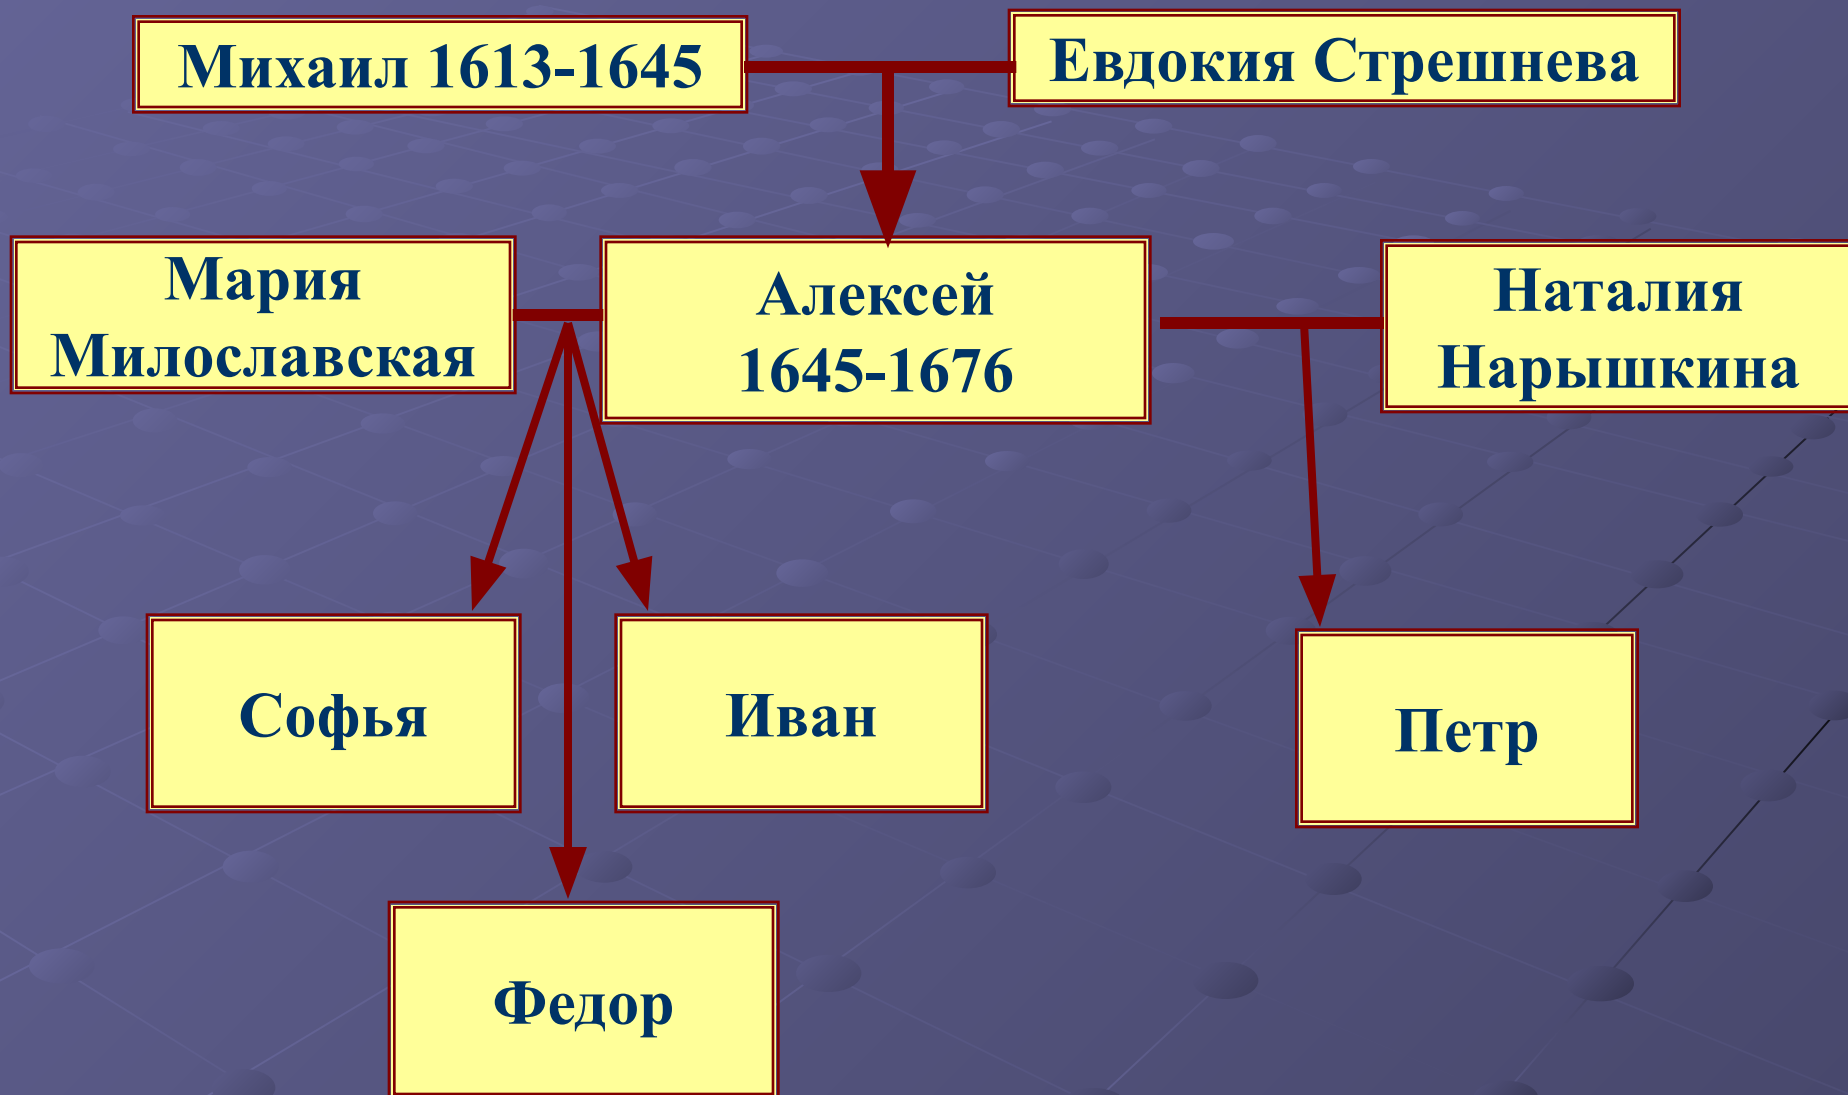 Михаил 1613-1645
Евдокия Стрешнева
Мария
Милославская
Алексей
1645-1676
Наталия
Нарышкина
Софья
Иван
Петр
Федор